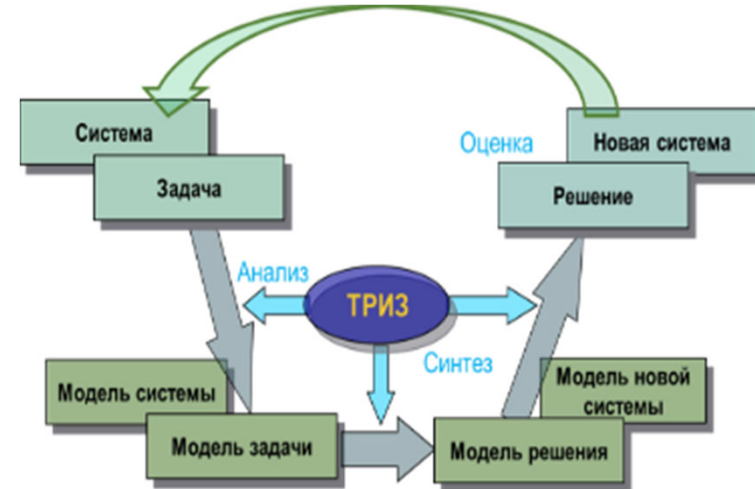 Система
Задача
Оценка
Новая система
Решение
Анализ
ТРИЗ
Синтез
Модель системы
Модель задачи
Модель решения
Модель новой
системы